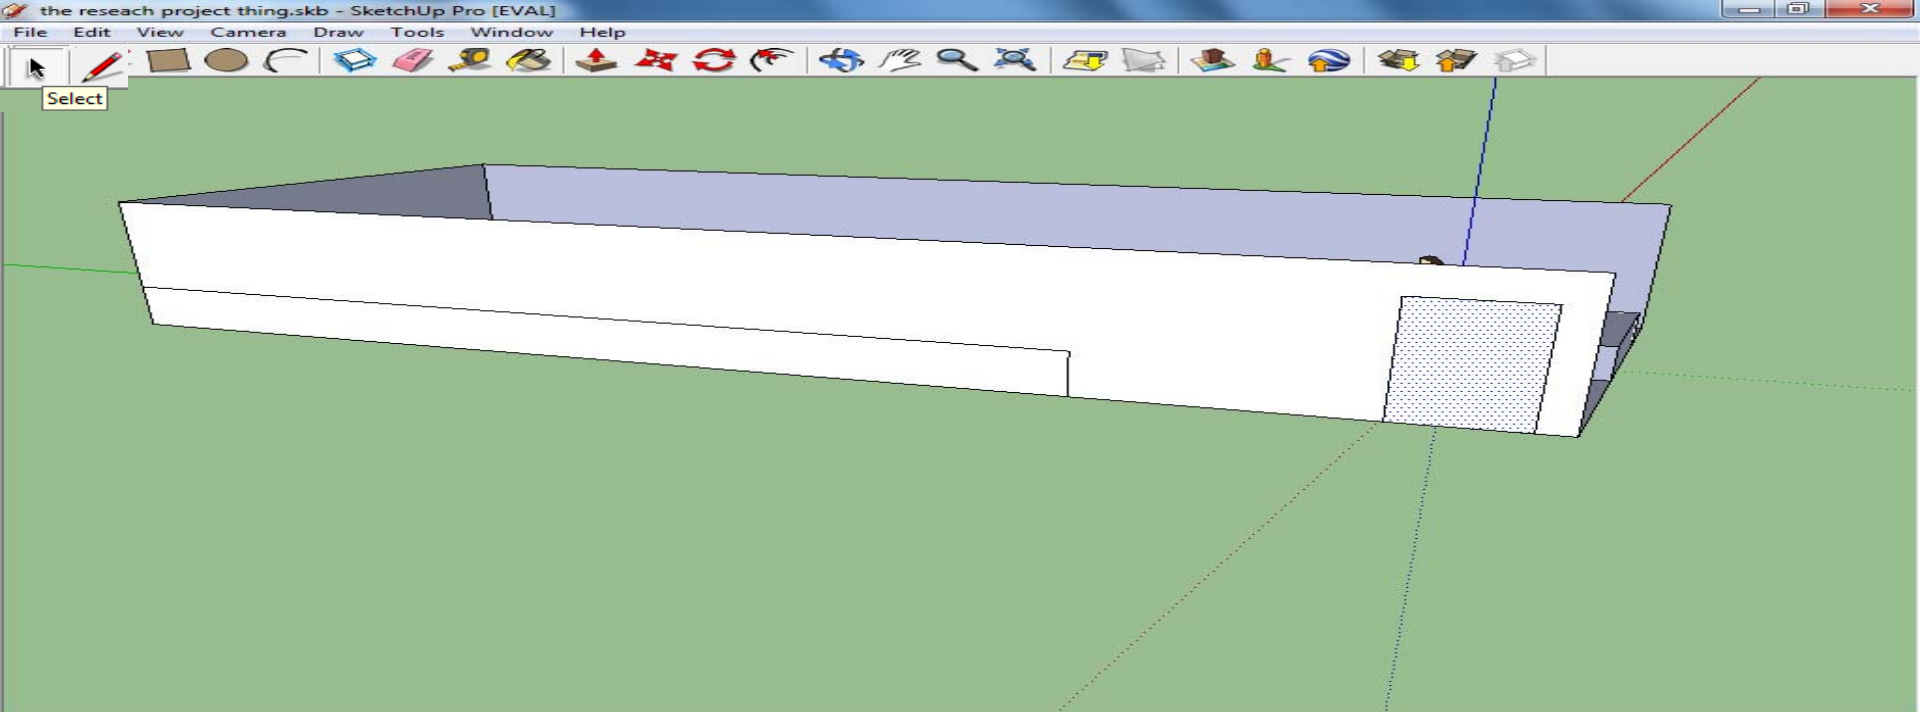 the reseach project thing.skb - SketchUp Pro [EVAL]
File Edit View Camera Draw Tools Window Help
Select